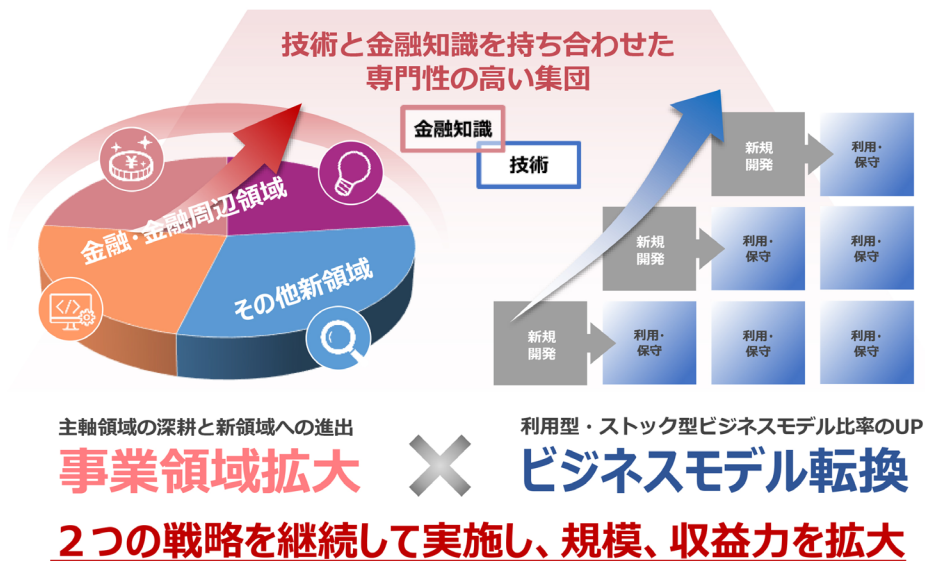 技術と金融知識を持ち合わせた
専門性の高い集団
金融知識
技術
¥
金融・金融周辺領域
その他新領域
</>
新規
開発
利用・
保守
新規
開発
利用・
保守
利用・
保守
新規
開発
利用・
保守
利用・
保守
利用・
保守
主軸領域の深耕と新領域への進出
事業領域拡大
×
利用型・ストック型ビジネスモデル比率のUP
ビジネスモデル転換
２つの戦略を継続して実施し、規模、収益力を拡大